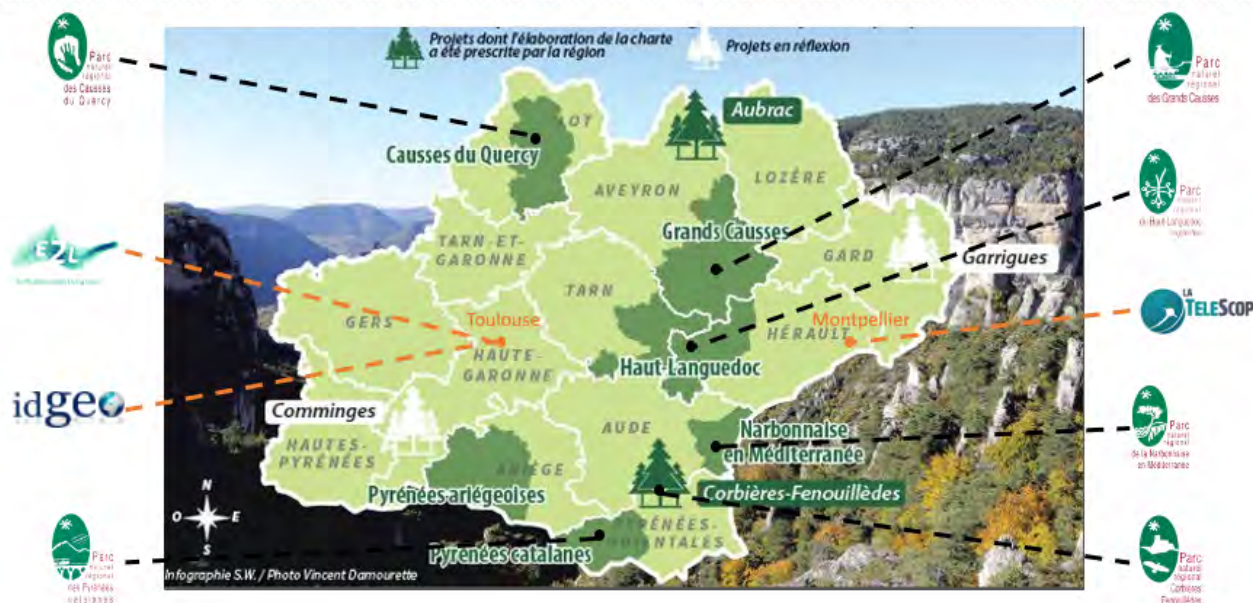 Projets dont l'élaboration de la charte
a été prescrite par la région
Projets en réflexion
Parc
naturel
régional
des Causses
du Quercy
Parc
naturel
régional
des Grands Causses
Aubrac
LOT
Causses du Quercy
AVEYRON
LOZÈRE
Parc
naturel
régional
du Haut-Languedoc
Grands Causses
TARN-ET-
GARONNE
GARD
Garrigues
EZL
TARN
LA
TELESCOP
GERS
Toulouse
HÉRAULT
Montpellier
HAUTE-
GARONNE
Haut-Languedoc
idgeo
Comminges
AUDE
Narbonnaise
en Méditerranée
Parc
naturel
régional
de la Narbonnaise
en Méditerranée
HAUTES-
PYRÉNÉES
ARIÈGE
Pyrénées ariégeoises
Corbières-Fenouillèdes
N
O
E
S
PYRÉNÉES-
ORIENTALES
Pyrénées catalanes
Parc
naturel
régional
des Pyrénées
catalanes
Parc
naturel
régional
Corbières
Fenouillèdes
Infographie S.W. / Photo Vincent Damourette